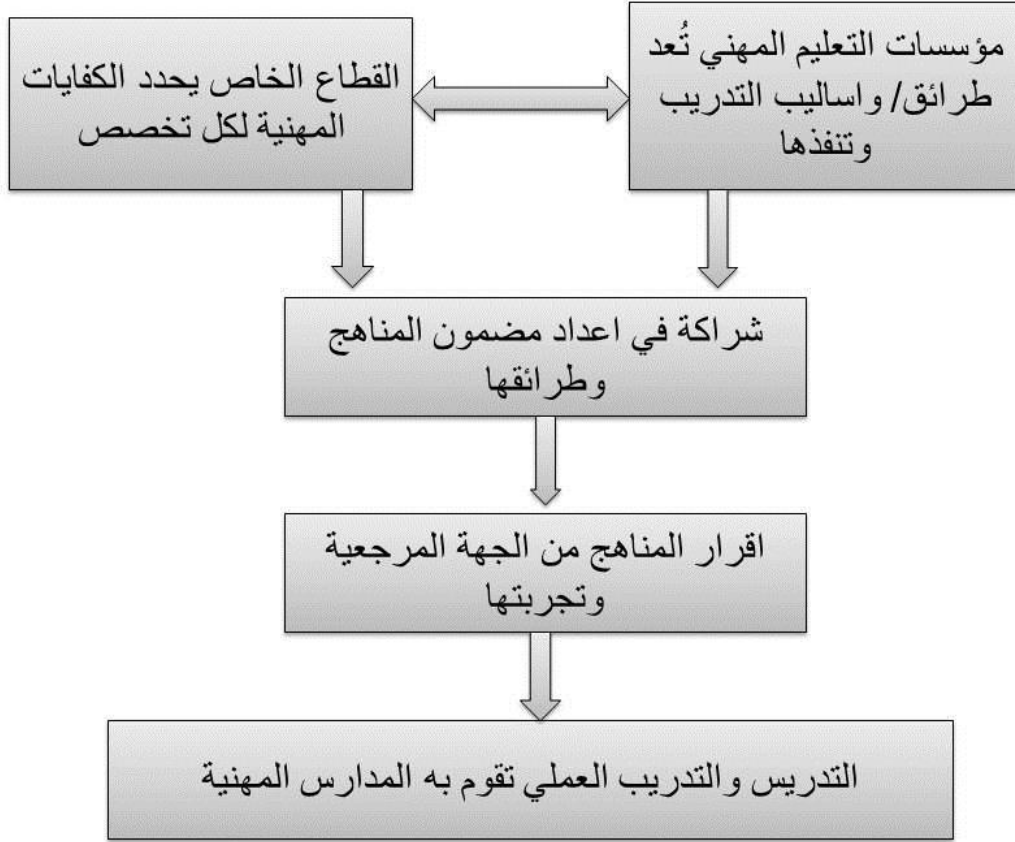 مؤسسات التعليم المهني تُعد
طرائق/ واساليب التدريب
وتنفذها
القطاع الخاص يحدد الكفايات
المهنية لكل تخصص
شراكة في اعداد مضمون المناهج
وطرائقها
اقرار المناهج من الجهة المرجعية
وتجربتها
التدريس والتدريب العملي تقوم به المدارس المهنية